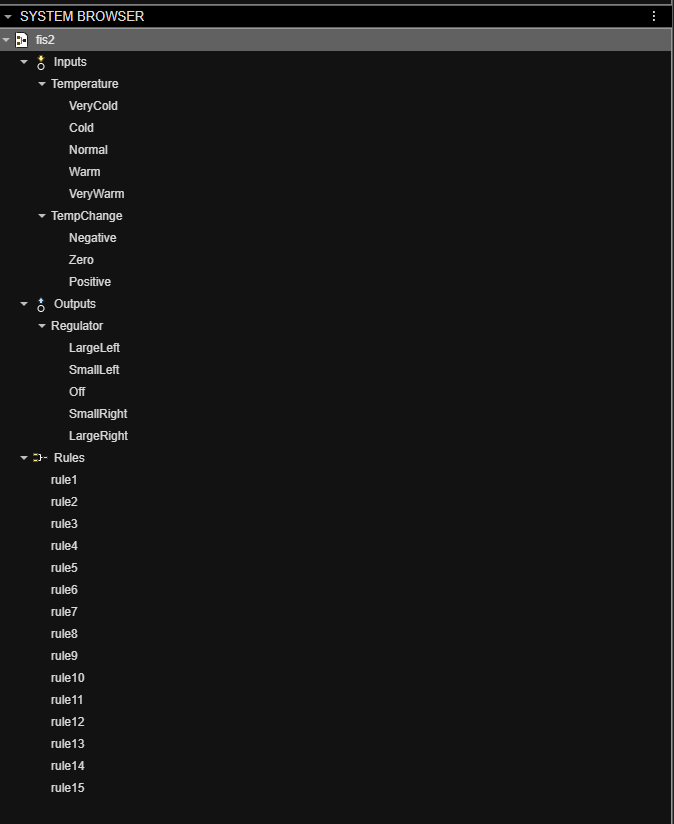 SYSTEM BROWSER
fis2
Inputs
Temperature
VeryCold
Cold
Normal
Warm
VeryWarm
TempChange
Negative
Zero
Positive
Outputs
Regulator
LargeLeft
SmallLeft
Off
SmallRight
LargeRight
Rules
rule1
rule2
rule3
rule4
rule5
rule6
rule7
rule8
rule9
rule10
rule11
rule12
rule13
rule14
rule15